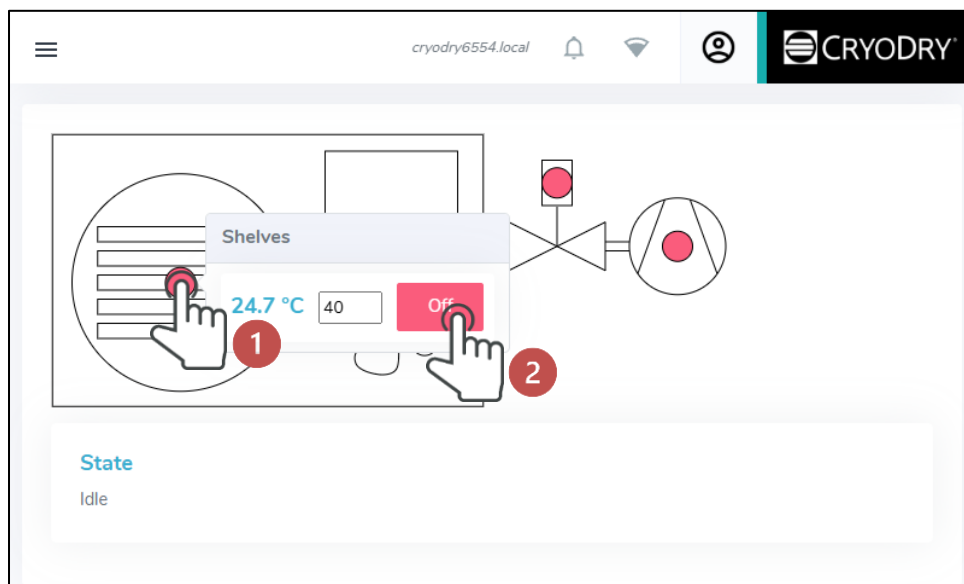 cryodry6554.local
CRYODRY®
Shelves
24.7 °C 40 Off
1
2
State
Idle